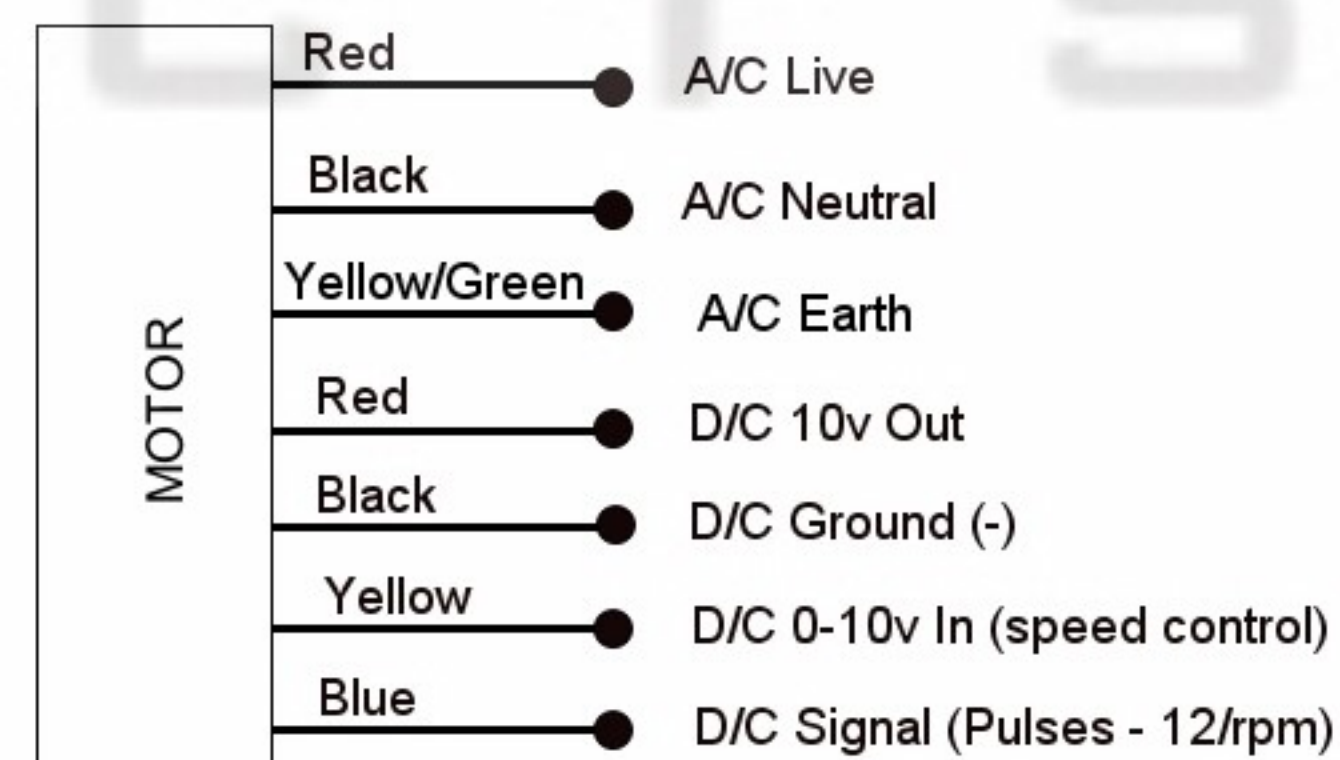 Red
A/C Live
Black
A/C Neutral
Yellow/Green
A/C Earth
MOTOR
Red
D/C 10v Out
Black
D/C Ground (-)
Yellow
D/C 0-10v In (speed control)
Blue
D/C Signal (Pulses - 12/rpm)